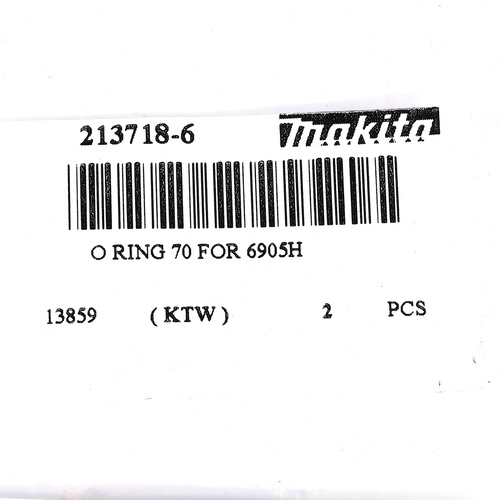 213718-6 makita
O RING 70 FOR 6905H
13859 (KTW) 2 PCS